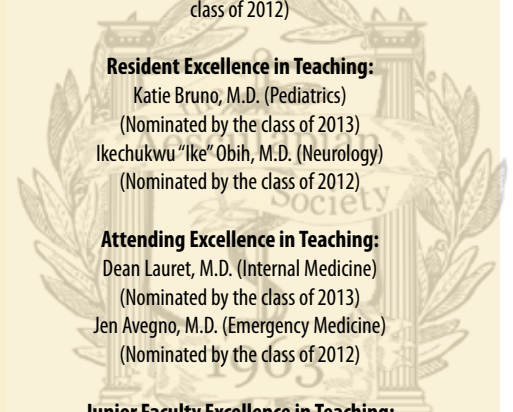 class of 2012)
Resident Excellence in Teaching:
Katie Bruno, M.D. (Pediatrics)
(Nominated by the class of 2013)
Ikechukwu “Ike” Obih, M.D. (Neurology)
(Nominated by the class of 2012)
Society
Attending Excellence in Teaching:
Dean Lauret, M.D. (Internal Medicine)
(Nominated by the class of 2013)
Jen Avegno, M.D. (Emergency Medicine)
(Nominated by the class of 2012)
1963
Junior Faculty Excellence in Teaching: